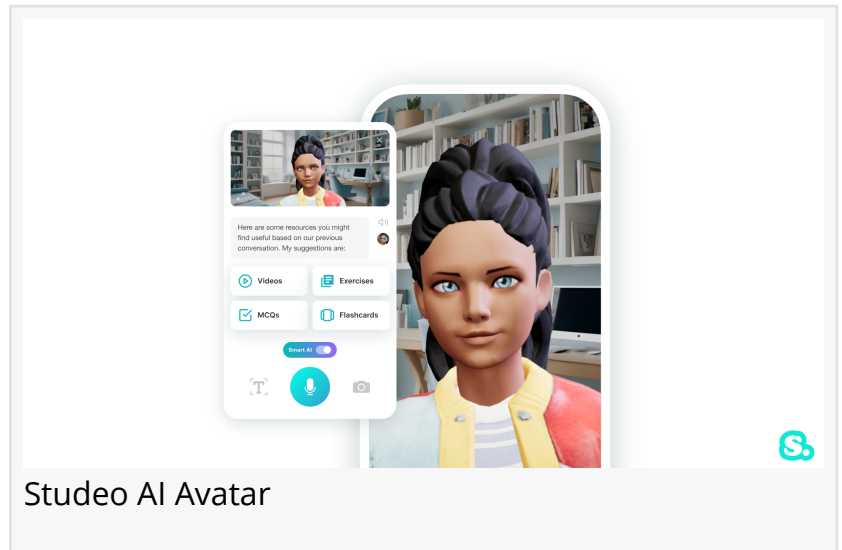 Here are some resources you might
find useful based on our previous
conversation. My suggestions are:
Videos
Exercises
MCQs
Flashcards
Smart AI
T
S.
Studeo AI Avatar